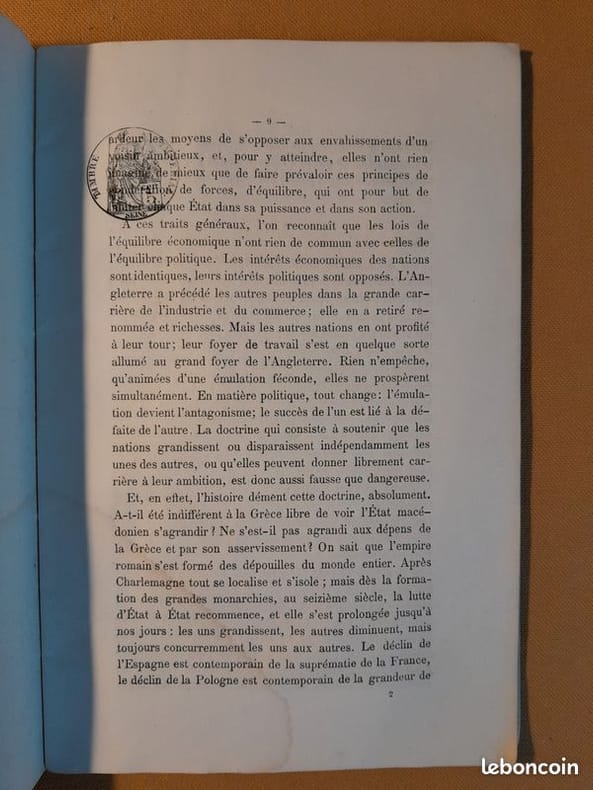 — 9 —
ardeur les moyens de s'opposer aux envahissements d'un
voisin ambitieux, et, pour y atteindre, elles n'ont rien
imaginé de mieux que de faire prévaloir ces principes de
pondération de forces, d'équilibre, qui ont pour but de
limiter chaque État dans sa puissance et dans son action.
A ces traits généraux, l'on reconnaît que les lois de
l'équilibre économique n'ont rien de commun avec celles de
l'équilibre politique. Les intérêts économiques des nations
sont identiques, leurs intérêts politiques sont opposés. L'An-
gleterre a précédé les autres peuples dans la grande car-
rière de l'industrie et du commerce; elle en a retiré re-
nommée et richesses. Mais les autres nations en ont profité
à leur tour; leur foyer de travail s'est en quelque sorte
allumé au grand foyer de l'Angleterre. Rien n'empêche,
qu'animées d'une émulation féconde, elles ne prospèrent
simultanément. En matière politique, tout change: l'émula-
tion devient l'antagonisme; le succès de l'un est lié à la dé-
faite de l'autre. La doctrine qui consiste à soutenir que les
nations grandissent ou disparaissent indépendamment les
unes des autres, ou qu'elles peuvent donner librement car-
rière à leur ambition, est donc aussi fausse que dangereuse.
Et, en effet, l'histoire dément cette doctrine, absolument.
A-t-il été indifférent à la Grèce libre de voir l'État macé-
donien s'agrandir? Ne s'est-il pas agrandi aux dépens de
la Grèce et par son asservissement? On sait que l'empire
romain s'est formé des dépouilles du monde entier. Après
Charlemagne tout se localise et s'isole; mais dès la forma-
tion des grandes monarchies, au seizième siècle, la lutte
d'État à État recommence, et elle s'est prolongée jusqu'à
nos jours: les uns grandissent, les autres diminuent, mais
toujours concurremment les uns aux autres. Le déclin de
l'Espagne est contemporain de la suprématie de la France,
le déclin de la Pologne est contemporain de la grandeur de
2
TIMBRE
SEINE
leboncoin